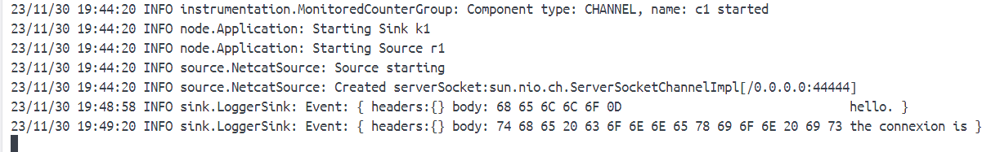 23/11/30 19:44:20 INFO instrumentation.MonitoredCounterGroup: Component type: CHANNEL, name: c1 started
23/11/30 19:44:20 INFO node.Application: Starting Sink k1
23/11/30 19:44:20 INFO node.Application: Starting Source r1
23/11/30 19:44:20 INFO source.NetcatSource: Source starting
23/11/30 19:44:20 INFO source.NetcatSource: Created serverSocket:sun.nio.ch.ServerSocketChannelImpl[/0.0.0.0:44444]
23/11/30 19:48:58 INFO sink.LoggerSink: Event: { headers:{} body: 68 65 6C 6C 6F 0D                               hello. }
23/11/30 19:49:20 INFO sink.LoggerSink: Event: { headers:{} body: 74 68 65 20 63 6F 6E 6E 65 78 69 6F 6E 20 69 73 the connexion is }